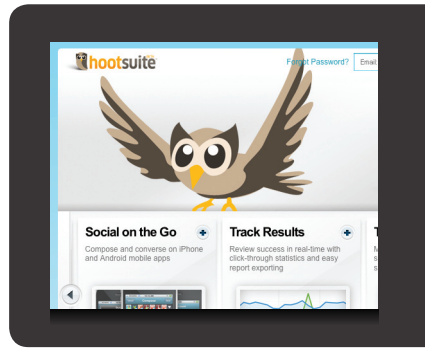 hootsuite
Forgot Password?
Email
Social on the Go
Compose and converse on iPhone
and Android mobile apps
Track Results
Review success in real-time with
click-through statistics and easy
report exporting